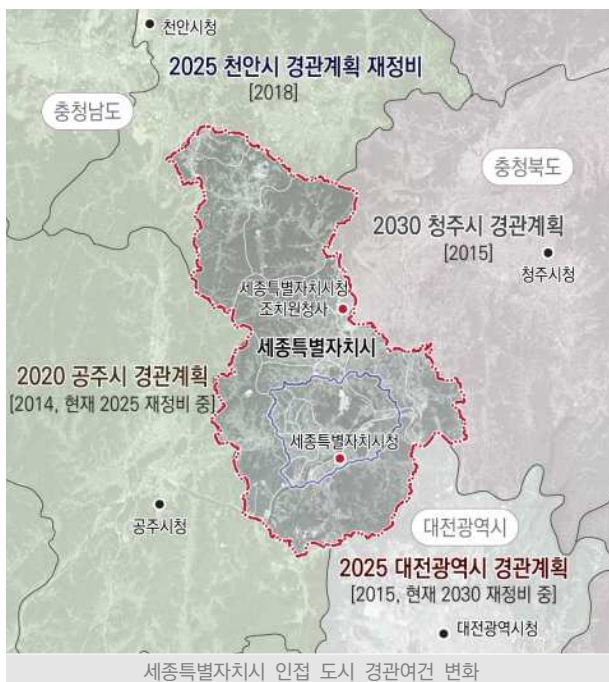 천안시청
2025 천안시 경관계획 재정비
[2018]
충청남도
충청북도
2030 청주시 경관계획
[2015]
청주시청
세종특별자치시청
조치원청사
세종특별자치시
2020 공주시 경관계획
[2014, 현재 2025 재정비 중]
세종특별자치시청
공주시청
대전광역시
2025 대전광역시 경관계획
[2015, 현재 2030 재정비 중]
대전광역시청
세종특별자치시 인접 도시 경관여건 변화